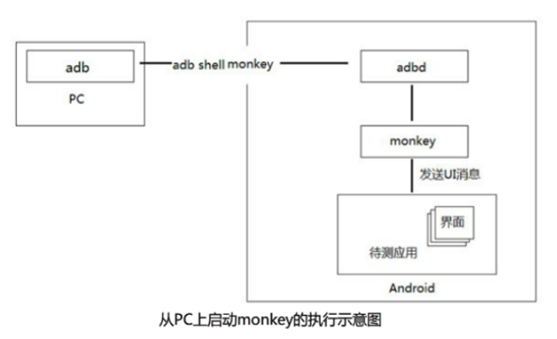 adb
PC
adb shell monkey
adbd
monkey
发送UI消息
界面
待测应用
Android
从PC上启动monkey的执行示意图